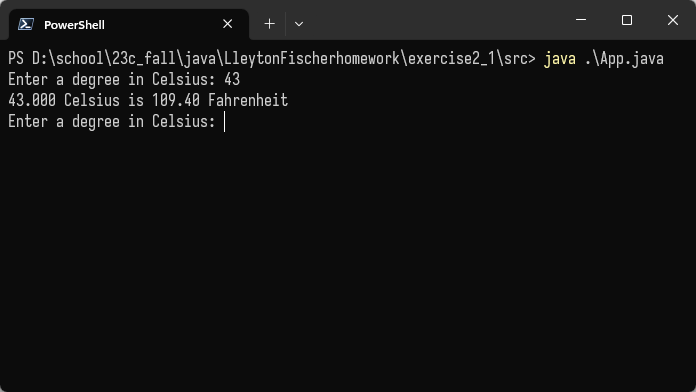 PowerShell
PS D:\school\23c_fall\java\LleytonFischerhomework\exercise2_1\src> java .\App.java
Enter a degree in Celsius: 43
43.000 Celsius is 109.40 Fahrenheit
Enter a degree in Celsius: